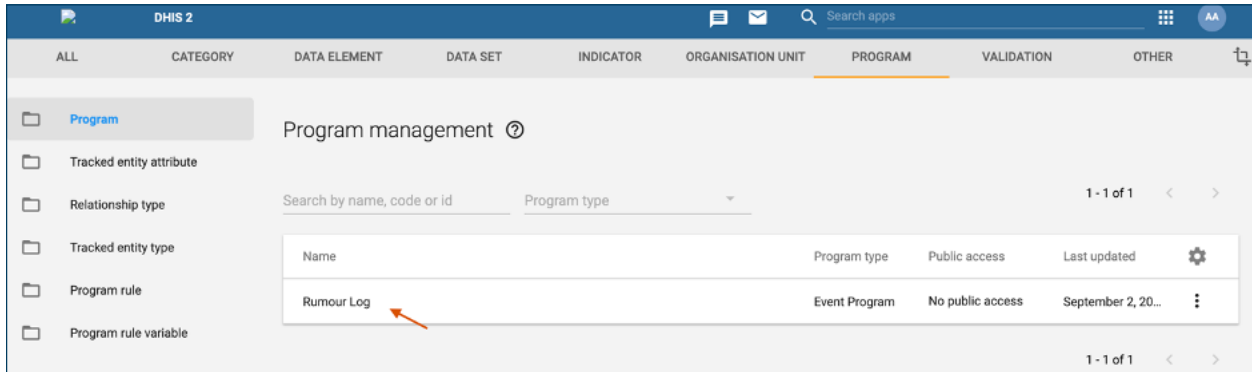 DHIS 2 Search apps AA
ALL CATEGORY DATA ELEMENT DATA SET INDICATOR ORGANISATION UNIT PROGRAM VALIDATION OTHER
Program
Program management
Tracked entity attribute
Relationship type
Search by name, code or id Program type 1 - 1 of 1
Tracked entity type
Name Program type Public access Last updated
Program rule
Rumour Log Event Program No public access September 2, 20...
Program rule variable
1 - 1 of 1